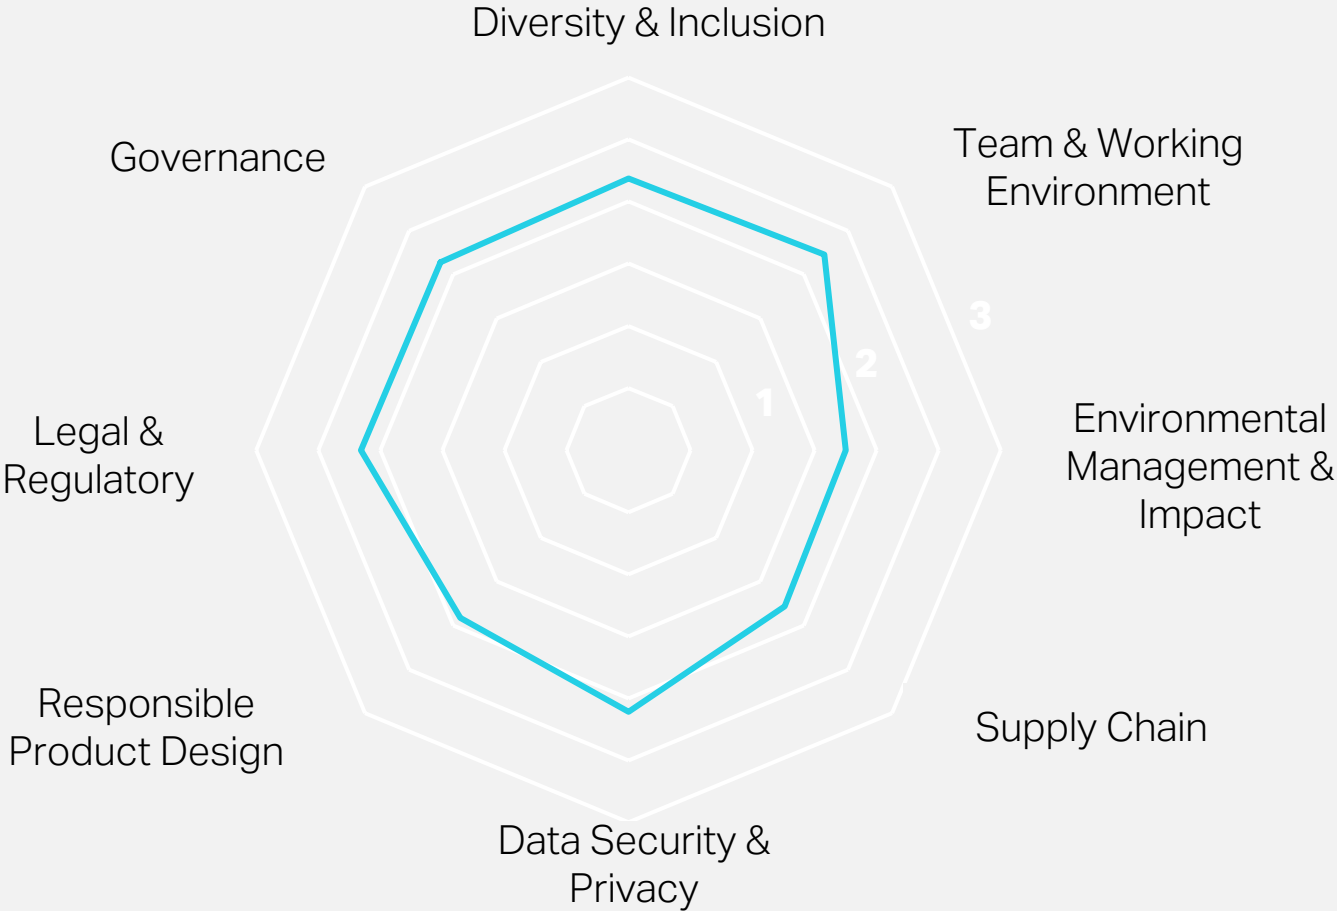 Diversity & Inclusion
Team & Working
Environment
Governance
3
2
1
Environmental
Management &
Impact
Legal &
Regulatory
Responsible
Product Design
Supply Chain
Data Security &
Privacy